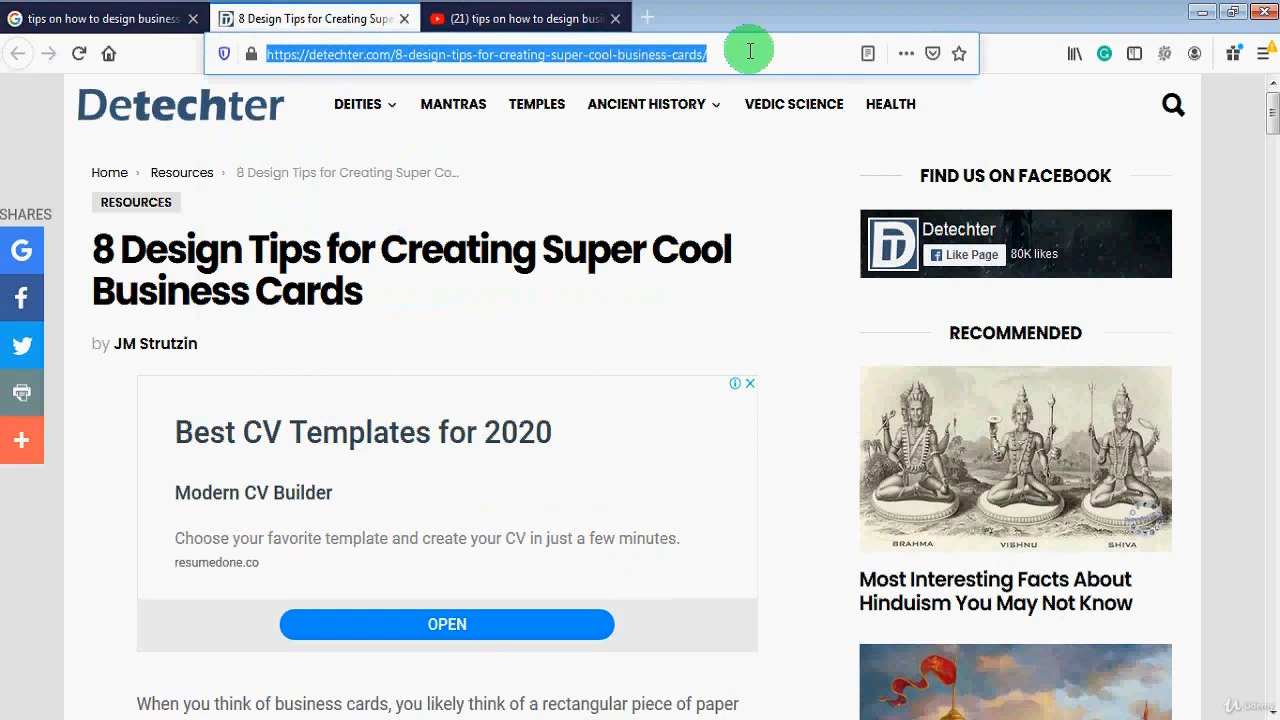 tips on how to design business
8 Design Tips for Creating Supe
(21) tips on how to design busi
https://detechter.com/8-design-tips-for-creating-super-cool-business-cards/
Detechter
DEITIES
MANTRAS
TEMPLES
ANCIENT HISTORY
VEDIC SCIENCE
HEALTH
Home › Resources › 8 Design Tips for Creating Super Co...
RESOURCES
SHARES
8 Design Tips for Creating Super Cool
Business Cards
by JM Strutzin
Best CV Templates for 2020
Modern CV Builder
Choose your favorite template and create your CV in just a few minutes.
resumedone.co
OPEN
When you think of business cards, you likely think of a rectangular piece of paper
FIND US ON FACEBOOK
Detechter
Like Page
80K likes
RECOMMENDED
BRAHMA VISHNU SHIVA
Most Interesting Facts About
Hinduism You May Not Know
Udemy